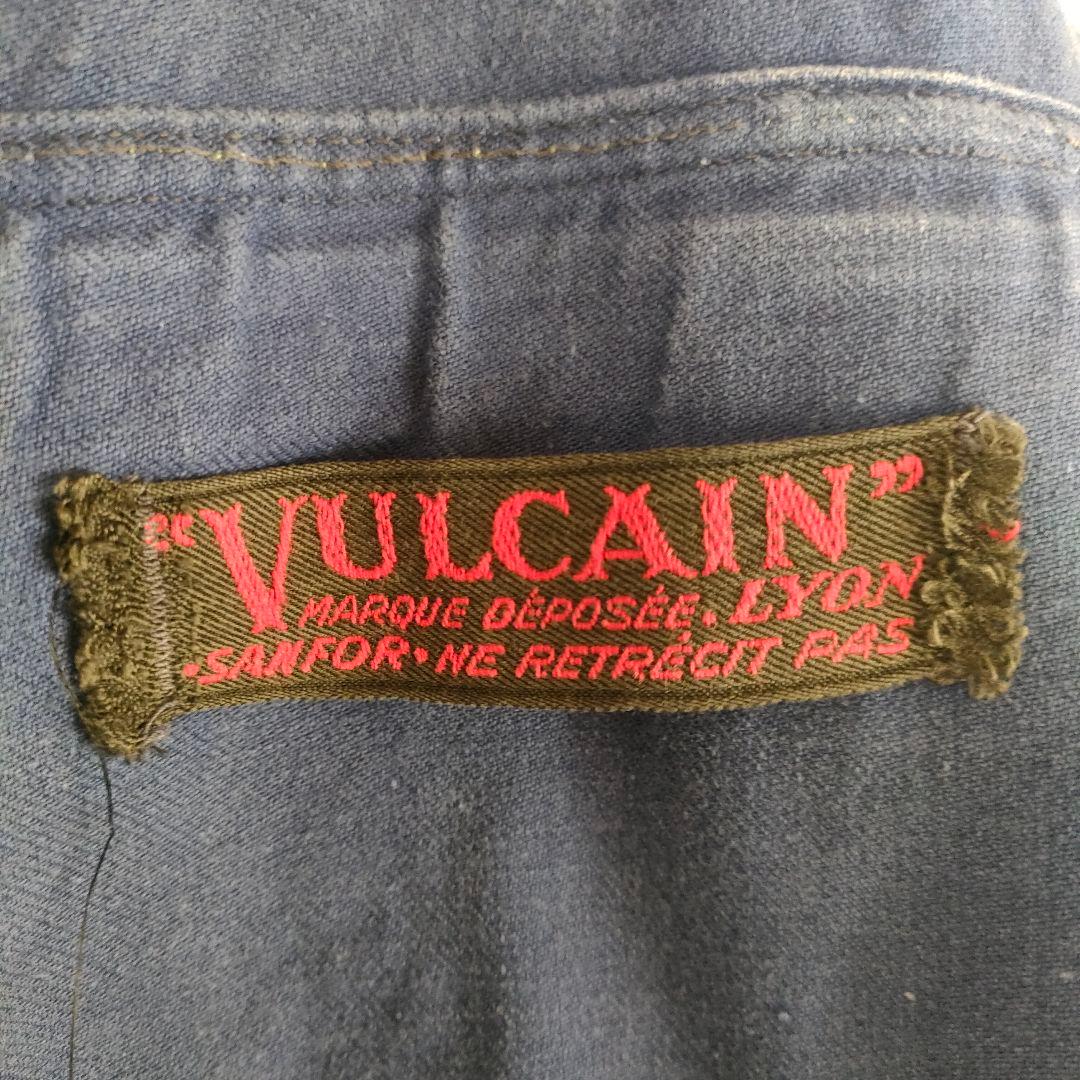 “VULCAIN”
MARQUE DÉPOSÉE. LYON
•SANFOR•NE RETRÉCIT PAS